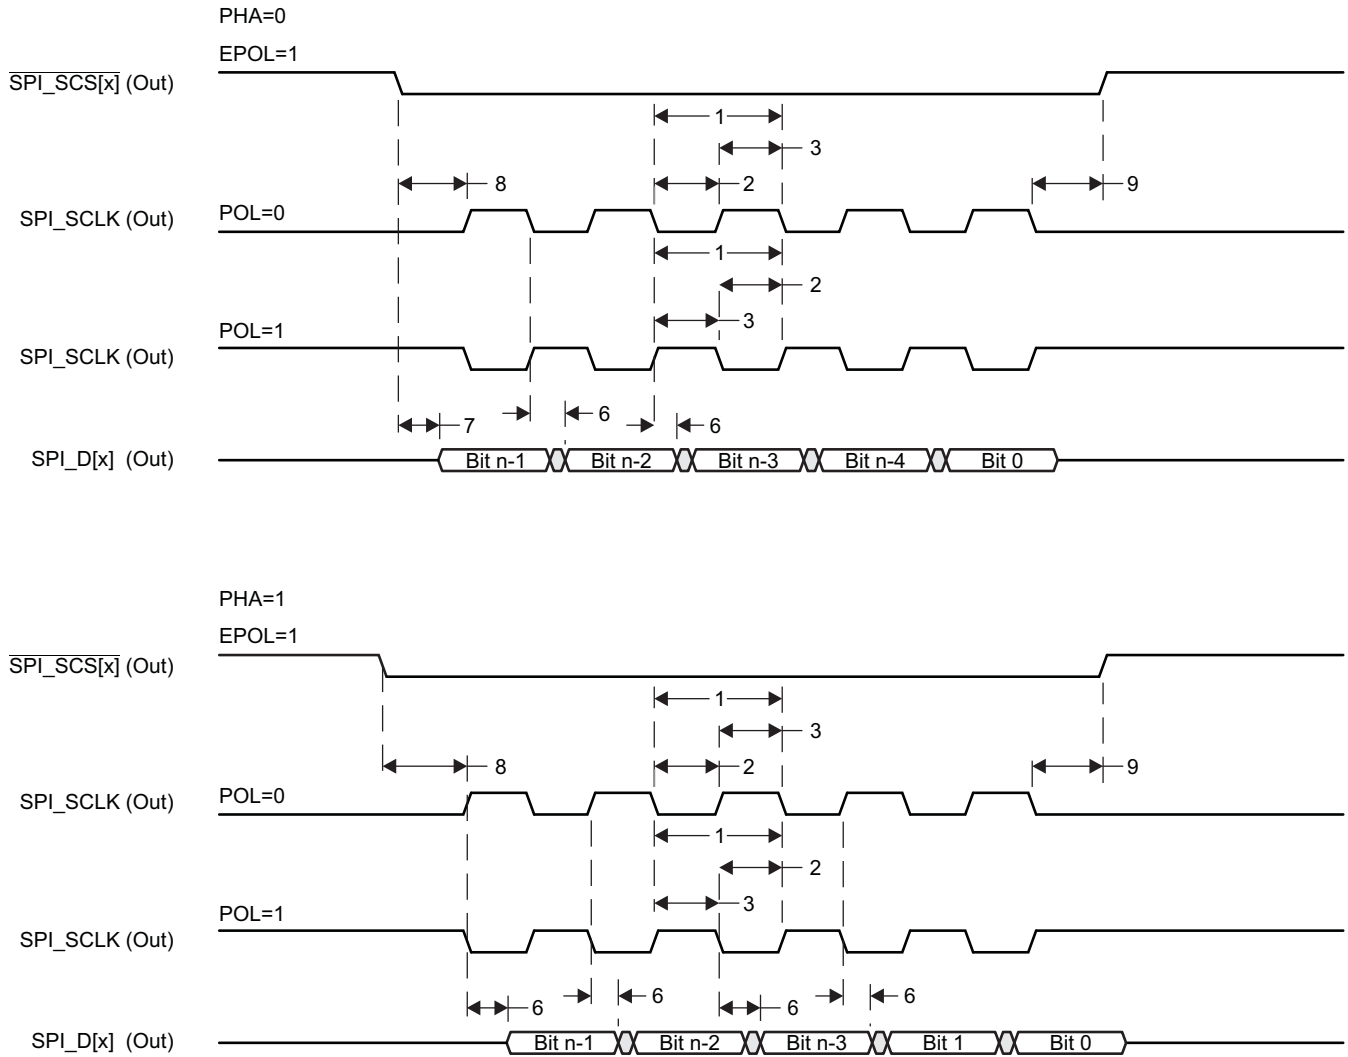 PHA=0
EPOL=1
SPI_SCS[x] (Out)
1
3
8
2
9
SPI_SCLK (Out)
POL=0
1
2
3
POL=1
SPI_SCLK (Out)
7
6
6
SPI_D[x] (Out)
Bit n-1
Bit n-2
Bit n-3
Bit n-4
Bit 0
PHA=1
EPOL=1
SPI_SCS[x] (Out)
1
3
8
2
9
SPI_SCLK (Out)
POL=0
1
2
3
POL=1
SPI_SCLK (Out)
6
6
6
6
SPI_D[x] (Out)
Bit n-1
Bit n-2
Bit n-3
Bit 1
Bit 0